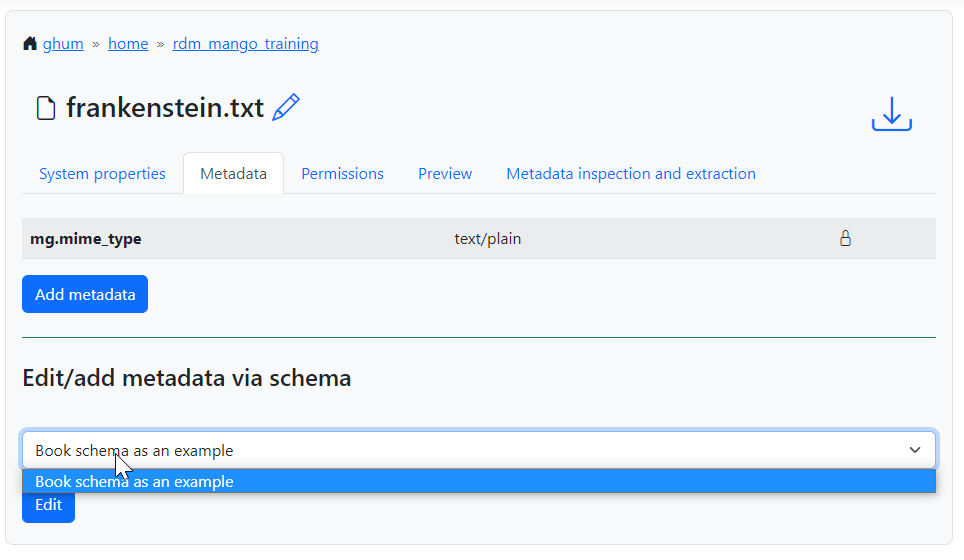 ghum » home » rdm_mango_training
frankenstein.txt
System properties Metadata Permissions Preview Metadata inspection and extraction
mg.mime_type text/plain
Add metadata
Edit/add metadata via schema
Book schema as an example
Book schema as an example
Edit